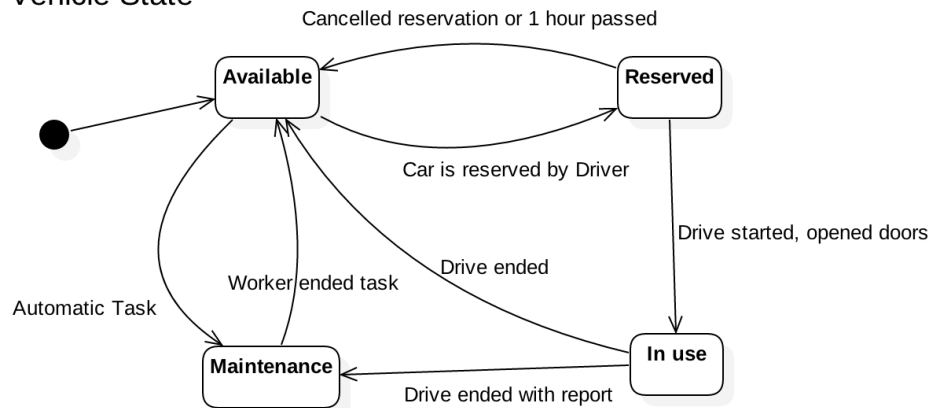 Vehicle State
Cancelled reservation or 1 hour passed
Available
Reserved
Car is reserved by Driver
Drive started, opened doors
Drive ended
Worker ended task
Automatic Task
In use
Maintenance
Drive ended with report